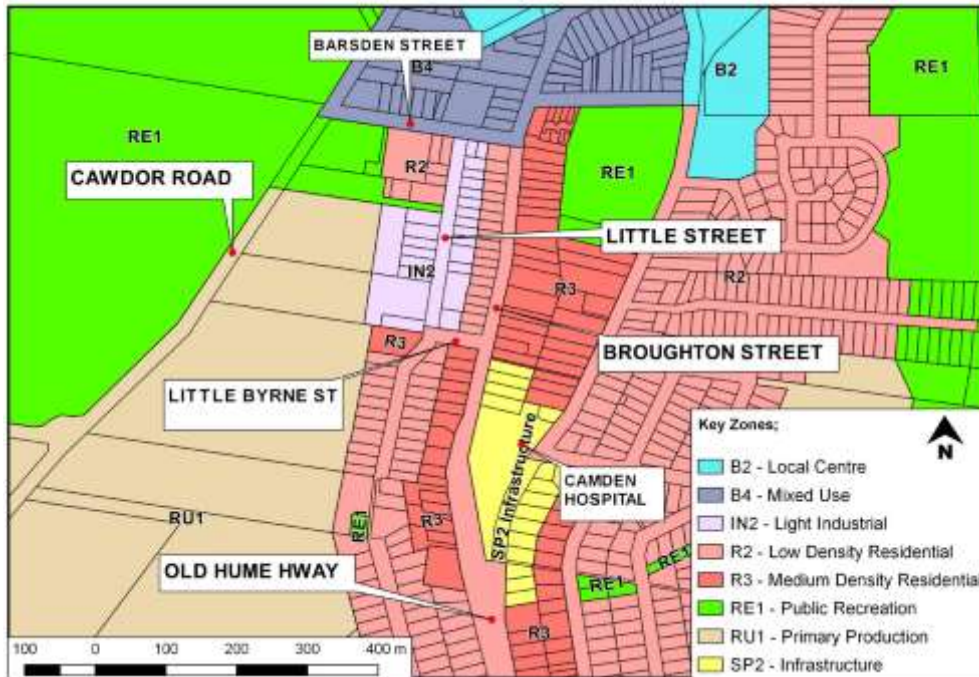 BARSDEN STREET
B4
B2
RE1
RE1
R2
RE1
CAWDOR ROAD
LITTLE STREET
IN2
R2
R3
R3
BROUGHTON STREET
LITTLE BYRNE ST
Key Zones;
N
B2 - Local Centre
B4 - Mixed Use
IN2 - Light Industrial
R2 - Low Density Residential
R3 - Medium Density Residential
RE1 - Public Recreation
RU1 - Primary Production
SP2 - Infrastructure
SP2 Infrastructure
CAMDEN
HOSPITAL
RU1
RE1
R3
OLD HUME HWAY
RE1
RE1
R3
100 0 100 200 300 400 m